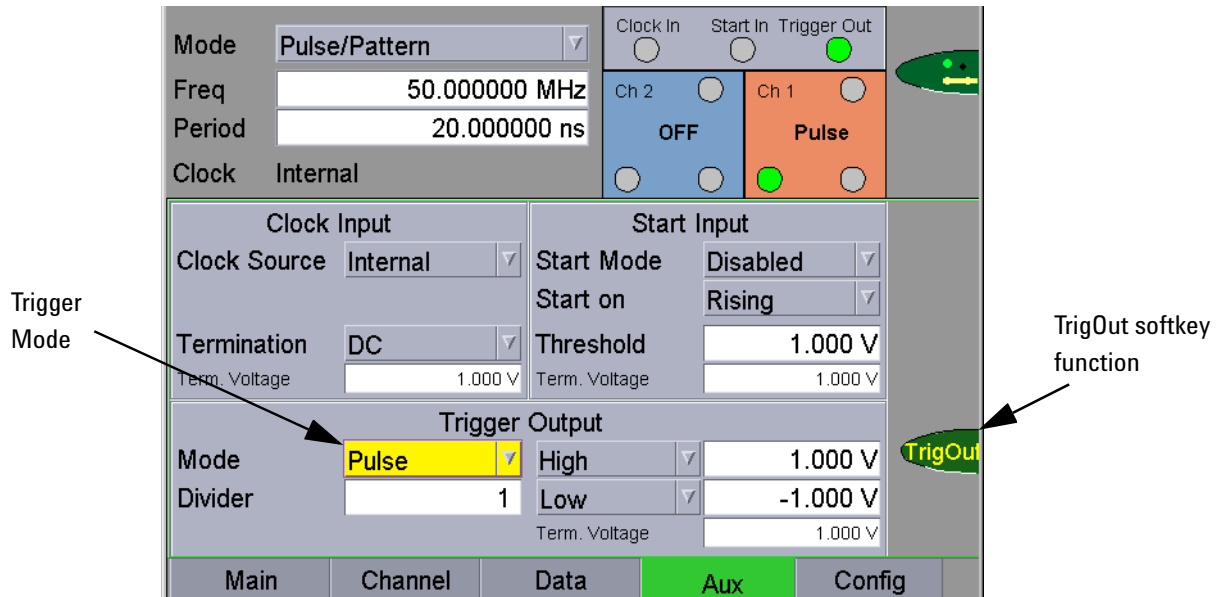 Mode Pulse/Pattern
Freq 50.000000 MHz
Period 20.000000 ns
Clock Internal
Clock In Start In Trigger Out
Ch 2 OFF
Ch 1 Pulse
Clock Input
Clock Source Internal
Termination DC
Term. Voltage 1.000 V
Start Input
Start Mode Disabled
Start on Rising
Threshold 1.000 V
Term. Voltage 1.000 V
Trigger Output
Mode Pulse High 1.000 V
Divider 1 Low -1.000 V
Term. Voltage 1.000 V
TrigOut
Main Channel Data Aux Config
Trigger
Mode
TrigOut softkey
function